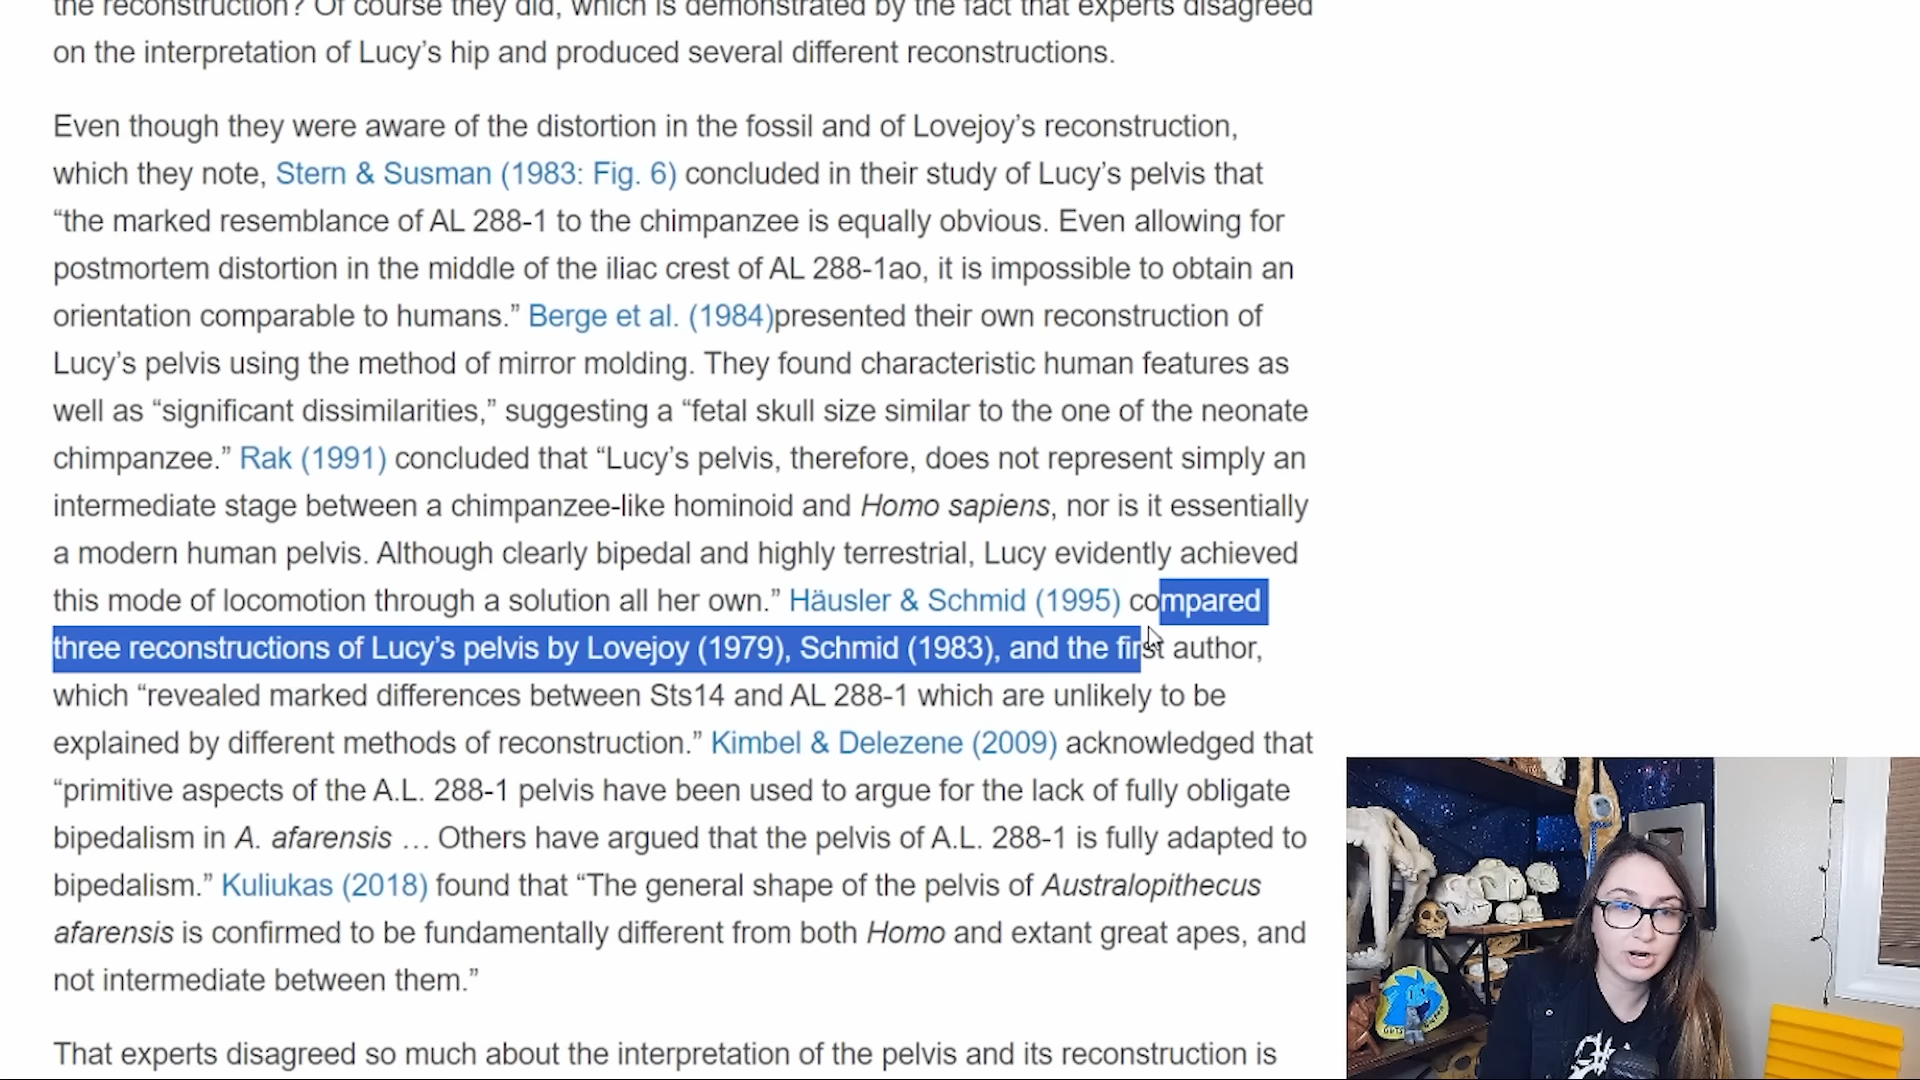 the reconstruction? Of course they did, which is demonstrated by the fact that experts disagreed
on the interpretation of Lucy’s hip and produced several different reconstructions.
Even though they were aware of the distortion in the fossil and of Lovejoy’s reconstruction,
which they note, Stern & Susman (1983: Fig. 6) concluded in their study of Lucy’s pelvis that
“the marked resemblance of AL 288-1 to the chimpanzee is equally obvious. Even allowing for
postmortem distortion in the middle of the iliac crest of AL 288-1ao, it is impossible to obtain an
orientation comparable to humans.” Berge et al. (1984)presented their own reconstruction of
Lucy’s pelvis using the method of mirror molding. They found characteristic human features as
well as “significant dissimilarities,” suggesting a “fetal skull size similar to the one of the neonate
chimpanzee.” Rak (1991) concluded that “Lucy’s pelvis, therefore, does not represent simply an
intermediate stage between a chimpanzee-like hominoid and Homo sapiens, nor is it essentially
a modern human pelvis. Although clearly bipedal and highly terrestrial, Lucy evidently achieved
this mode of locomotion through a solution all her own.” Häusler & Schmid (1995) compared
three reconstructions of Lucy’s pelvis by Lovejoy (1979), Schmid (1983), and the first author,
which “revealed marked differences between Sts14 and AL 288-1 which are unlikely to be
explained by different methods of reconstruction.” Kimbel & Delezene (2009) acknowledged that
“primitive aspects of the A.L. 288-1 pelvis have been used to argue for the lack of fully obligate
bipedalism in A. afarensis … Others have argued that the pelvis of A.L. 288-1 is fully adapted to
bipedalism.” Kuliukas (2018) found that “The general shape of the pelvis of Australopithecus
afarensis is confirmed to be fundamentally different from both Homo and extant great apes, and
not intermediate between them.”
That experts disagreed so much about the interpretation of the pelvis and its reconstruction is